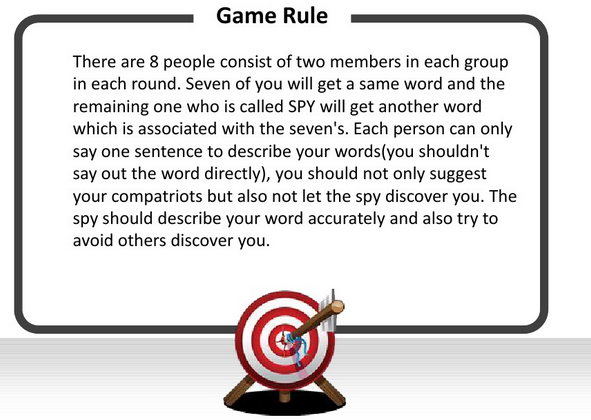 Game Rule
There are 8 people consist of two members in each group
in each round. Seven of you will get a same word and the
remaining one who is called SPY will get another word
which is associated with the seven's. Each person can only
say one sentence to describe your words(you shouldn't
say out the word directly), you should not only suggest
your compatriots but also not let the spy discover you. The
spy should describe your word accurately and also try to
avoid others discover you.